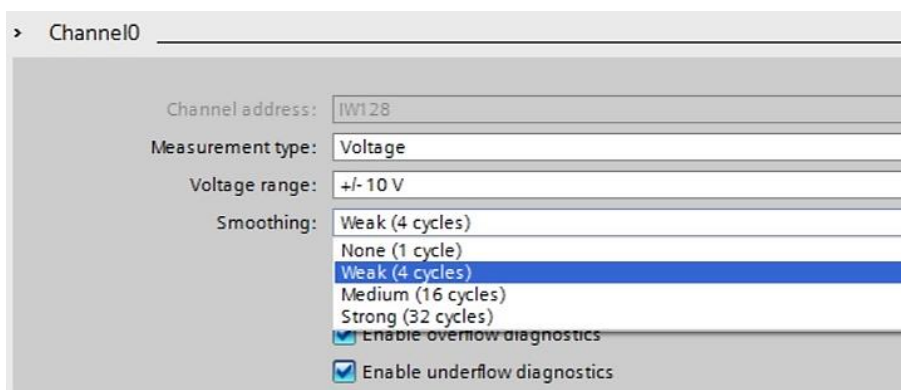 > Channel0
Channel address: IW128
Measurement type: Voltage
Voltage range: +/- 10 V
Smoothing: Weak (4 cycles)
None (1 cycle)
Weak (4 cycles)
Medium (16 cycles)
Strong (32 cycles)
Enable overflow diagnostics
Enable underflow diagnostics